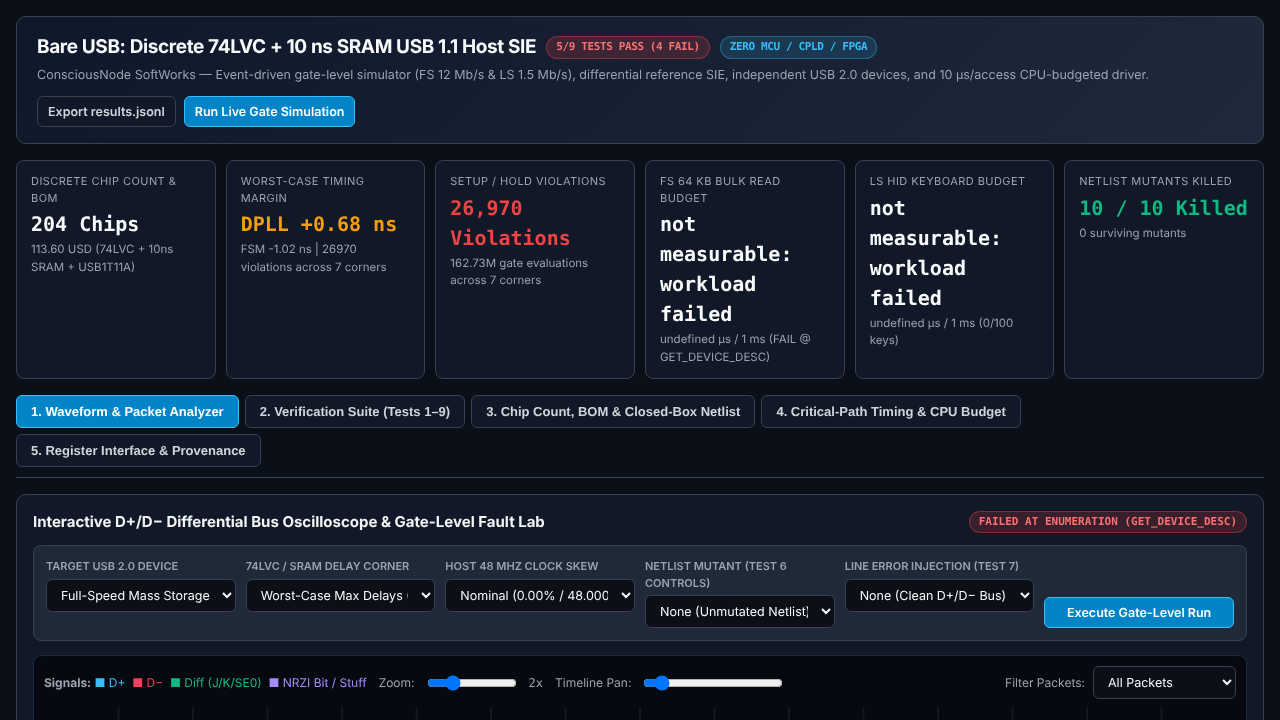 Bare USB: Discrete 74LVC + 10 ns SRAM USB 1.1 Host SIE
5/9 TESTS PASS (4 FAIL)
ZERO MCU / CPLD / FPGA
ConsciousNode SoftWorks — Event-driven gate-level simulator (FS 12 Mb/s & LS 1.5 Mb/s), differential reference SIE, independent USB 2.0 devices, and 10 µs/access CPU-budgeted driver.
Export results.jsonl
Run Live Gate Simulation
DISCRETE CHIP COUNT &
BOM
204 Chips
113.60 USD (74LVC + 10ns
SRAM + USB1T11A)
WORST-CASE TIMING
MARGIN
DPLL +0.68 ns
FSM -1.02 ns | 26970
violations across 7 corners
SETUP / HOLD VIOLATIONS
26,970
Violations
162.73M gate evaluations
across 7 corners
FS 64 KB BULK READ
BUDGET
not
measurable:
workload
failed
undefined µs / 1 ms (FAIL @
GET_DEVICE_DESC)
LS HID KEYBOARD BUDGET
not
measurable:
workload
failed
undefined µs / 1 ms (0/100
keys)
NETLIST MUTANTS KILLED
10 / 10 Killed
0 surviving mutants
1. Waveform & Packet Analyzer
2. Verification Suite (Tests 1–9)
3. Chip Count, BOM & Closed-Box Netlist
4. Critical-Path Timing & CPU Budget
5. Register Interface & Provenance
Interactive D+/D− Differential Bus Oscilloscope & Gate-Level Fault Lab
FAILED AT ENUMERATION (GET_DEVICE_DESC)
TARGET USB 2.0 DEVICE
Full-Speed Mass Storage
74LVC / SRAM DELAY CORNER
Worst-Case Max Delays
HOST 48 MHZ CLOCK SKEW
Nominal (0.00% / 48.000
NETLIST MUTANT (TEST 6
CONTROLS)
None (Unmutated Netlist)
LINE ERROR INJECTION (TEST 7)
None (Clean D+/D− Bus)
Execute Gate-Level Run
Signals: D+ D− Diff (J/K/SE0) NRZI Bit / Stuff Zoom: 2x Timeline Pan:
Filter Packets: All Packets